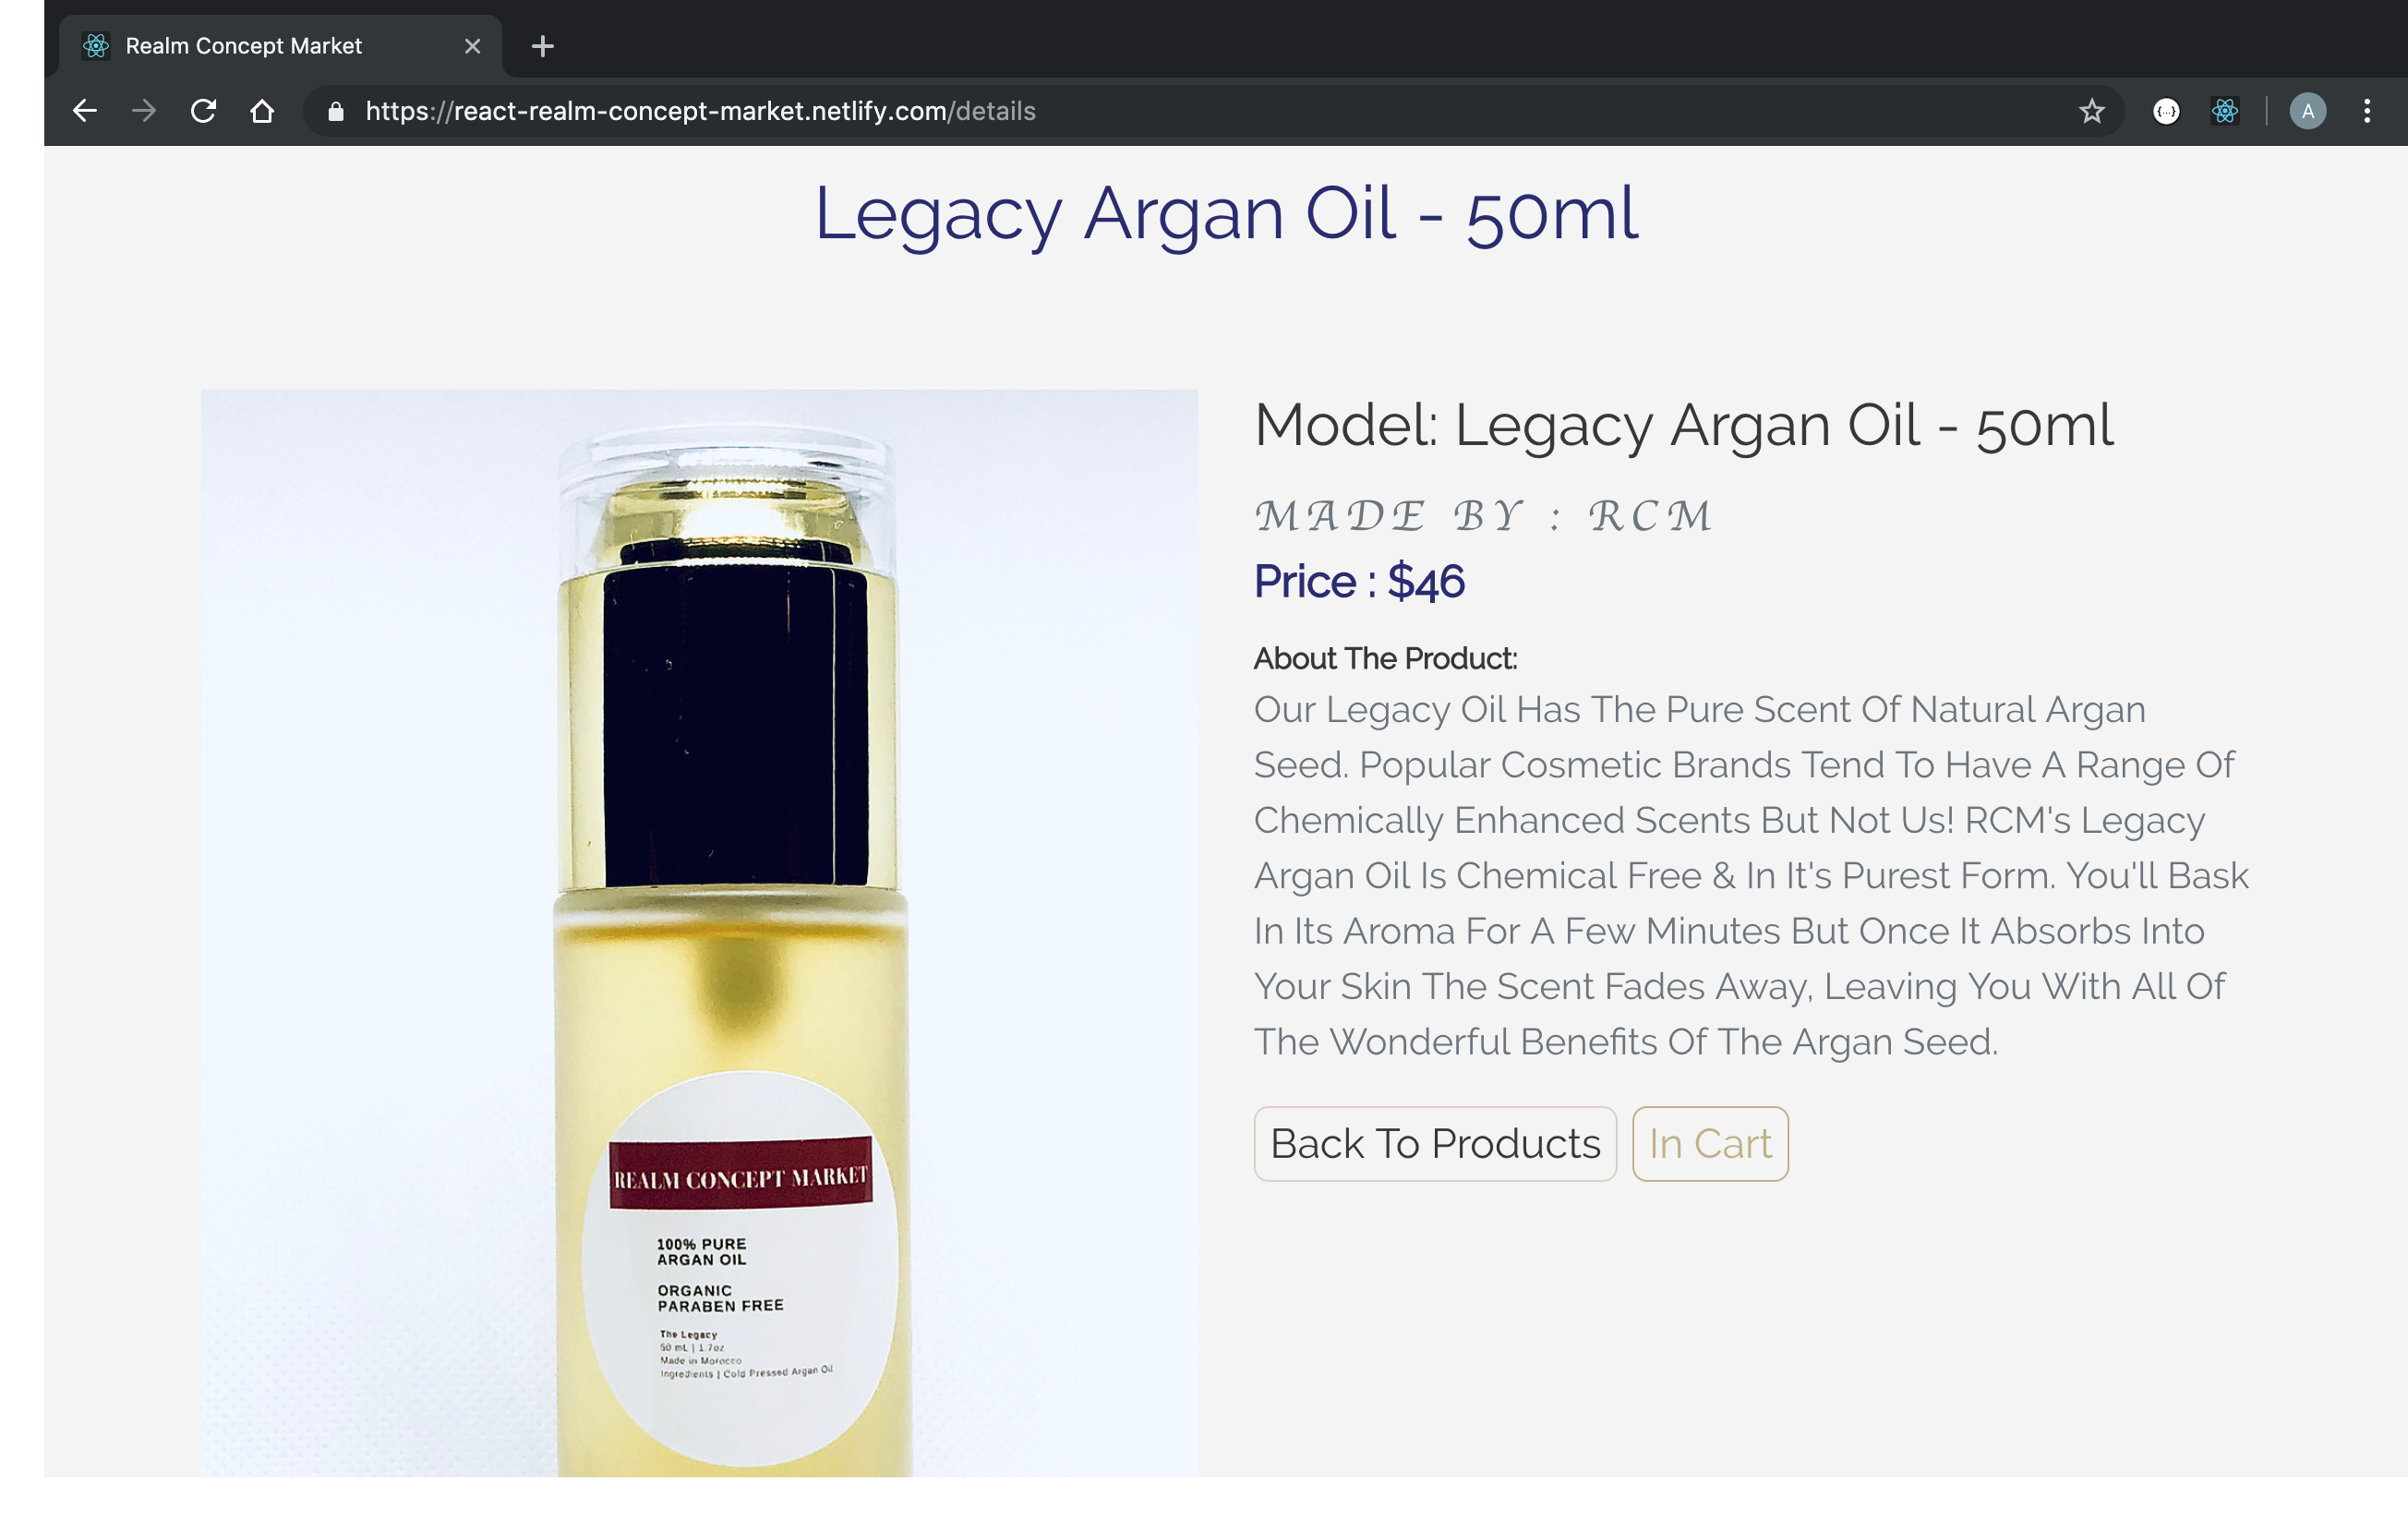 Realm Concept Market
https://react-realm-concept-market.netlify.com/details
A
Legacy Argan Oil - 50ml
Model: Legacy Argan Oil - 50ml
MADE BY : RCM
Price : $46
About The Product:
Our Legacy Oil Has The Pure Scent Of Natural Argan
Seed. Popular Cosmetic Brands Tend To Have A Range Of
Chemically Enhanced Scents But Not Us! RCM's Legacy
Argan Oil Is Chemical Free & In It's Purest Form. You'll Bask
In Its Aroma For A Few Minutes But Once It Absorbs Into
Your Skin The Scent Fades Away, Leaving You With All Of
The Wonderful Benefits Of The Argan Seed.
Back To Products
In Cart
REALM CONCEPT MARKET
100% PURE
ARGAN OIL
ORGANIC
PARABEN FREE
The Legacy
50 mL | 1.7oz
Made in Morocco
Ingredients | Cold Pressed Argan Oil